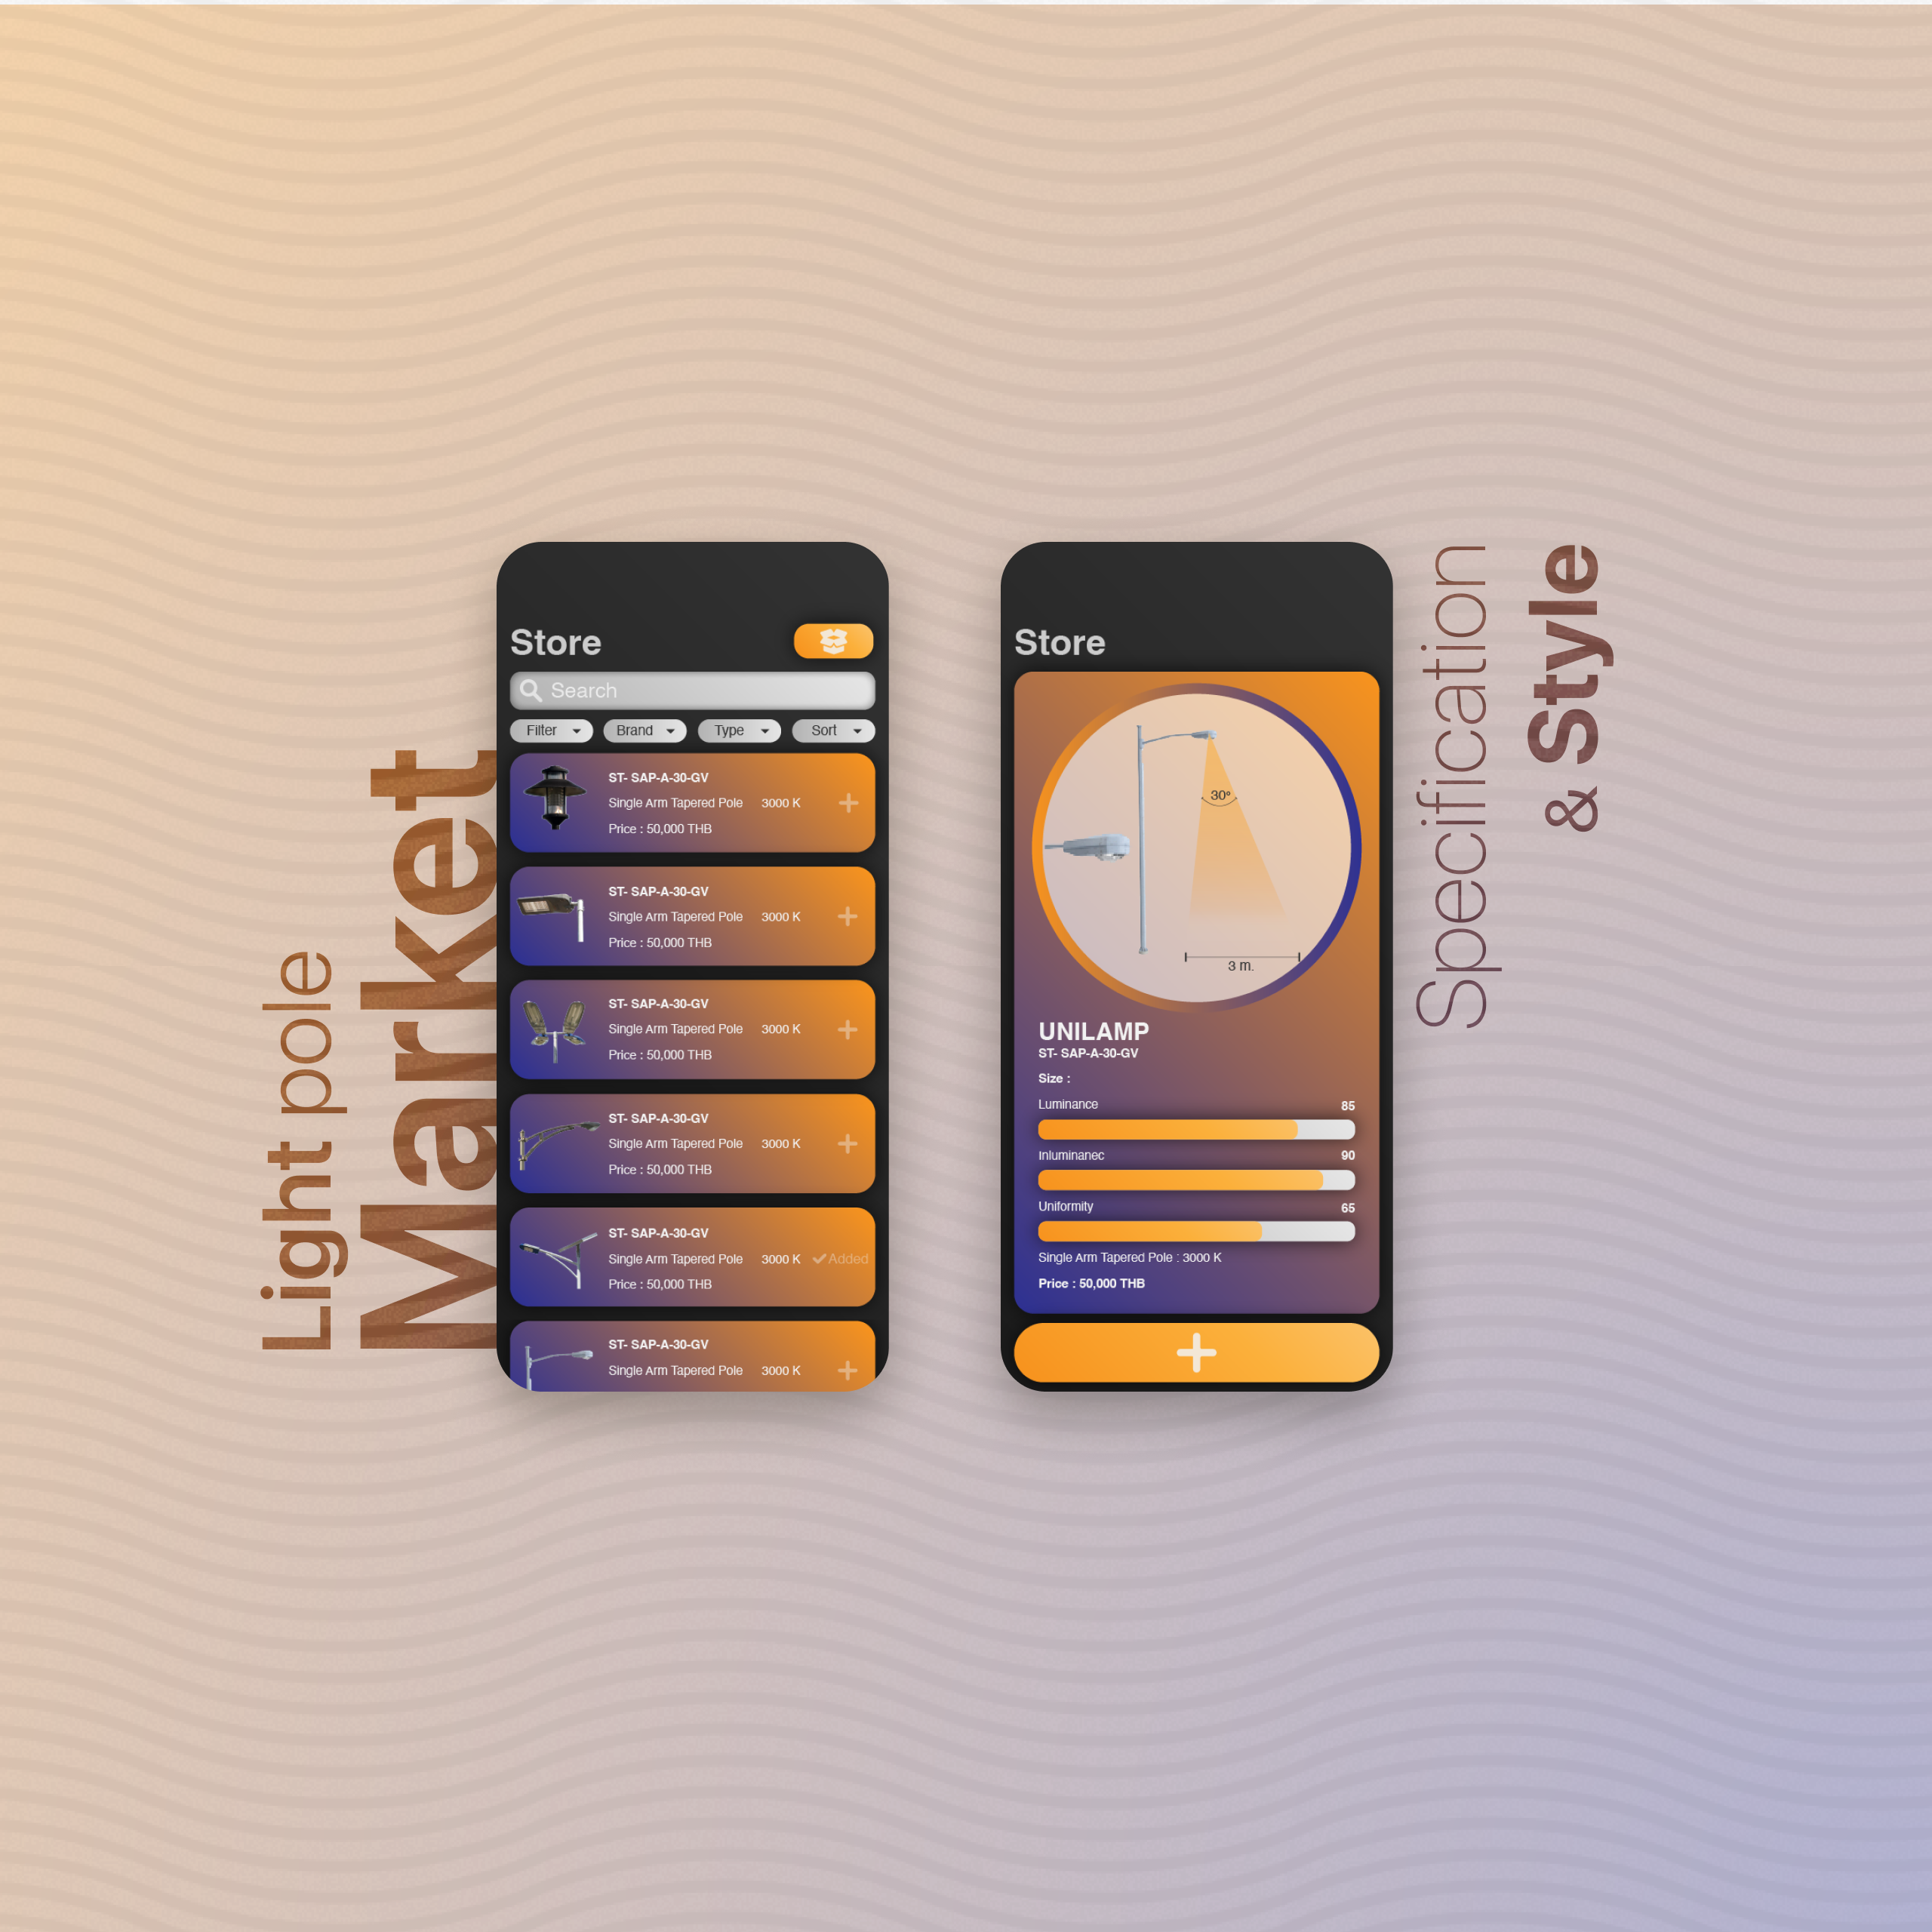 Light pole
Market
Store
Search
Filter
Brand
Type
Sort
ST- SAP-A-30-GV
Single Arm Tapered Pole 3000 K
Price : 50,000 THB
ST- SAP-A-30-GV
Single Arm Tapered Pole 3000 K
Price : 50,000 THB
ST- SAP-A-30-GV
Single Arm Tapered Pole 3000 K
Price : 50,000 THB
ST- SAP-A-30-GV
Single Arm Tapered Pole 3000 K
Price : 50,000 THB
ST- SAP-A-30-GV
Single Arm Tapered Pole 3000 K Added
Price : 50,000 THB
ST- SAP-A-30-GV
Single Arm Tapered Pole 3000 K
Store
30º
3 m.
UNILAMP
ST- SAP-A-30-GV
Size :
Luminance 85
Inluminanec 90
Uniformity 65
Single Arm Tapered Pole : 3000 K
Price : 50,000 THB
Specification
& Style